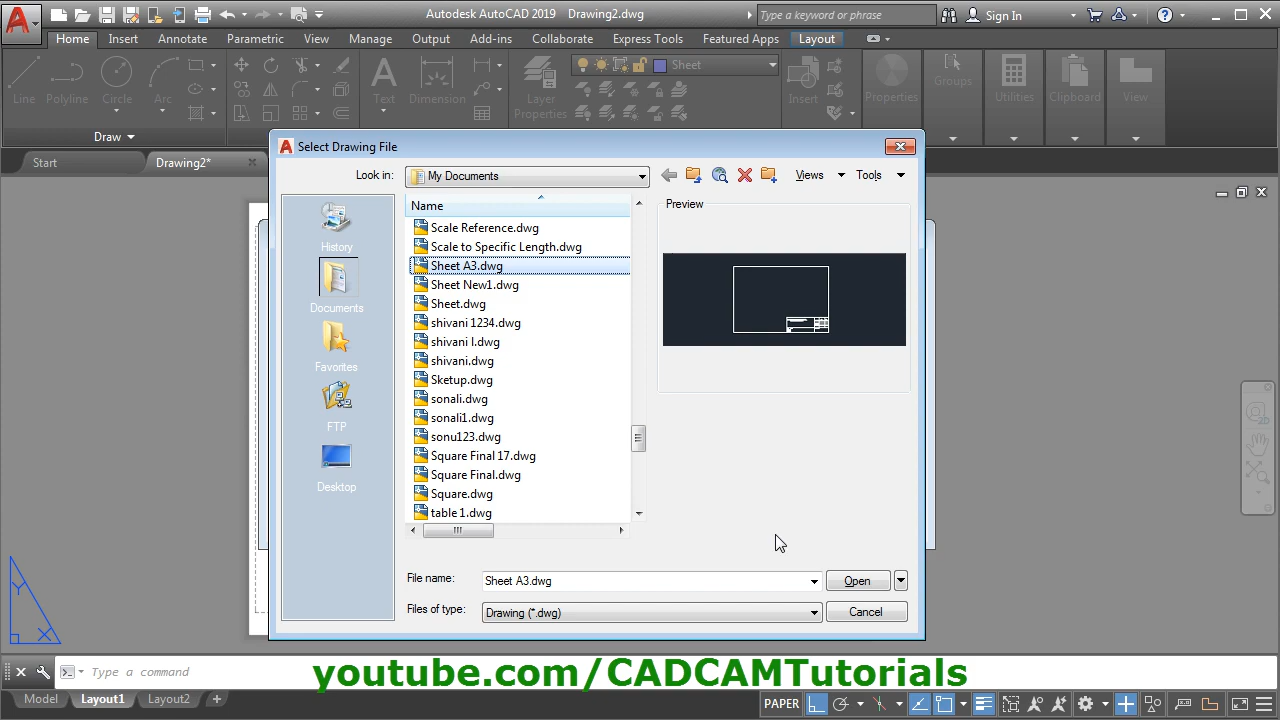 Autodesk AutoCAD 2019 Drawing2.dwg
Type a keyword or phrase
Sign In
Home Insert Annotate Parametric View Manage Output Add-ins Collaborate Express Tools Featured Apps Layout
Line Polyline Circle Arc
Text Dimension
Layer
Properties
Sheet
Insert
Properties
Groups
Utilities
Clipboard
View
Draw
Start
Drawing2*
Select Drawing File
Look in: My Documents
Views Tools
History
Documents
Favorites
FTP
Desktop
Name
Scale Reference.dwg
Scale to Specific Length.dwg
Sheet A3.dwg
Sheet New1.dwg
Sheet.dwg
shivani 1234.dwg
shivani I.dwg
shivani.dwg
Sketup.dwg
sonali.dwg
sonali1.dwg
sonu123.dwg
Square Final 17.dwg
Square Final.dwg
Square.dwg
table 1.dwg
Preview
File name: Sheet A3.dwg
Open
Files of type: Drawing (*.dwg)
Cancel
2D
Y
X
Type a command
youtube.com/CADCAMTutorials
Model Layout1 Layout2 +
PAPER